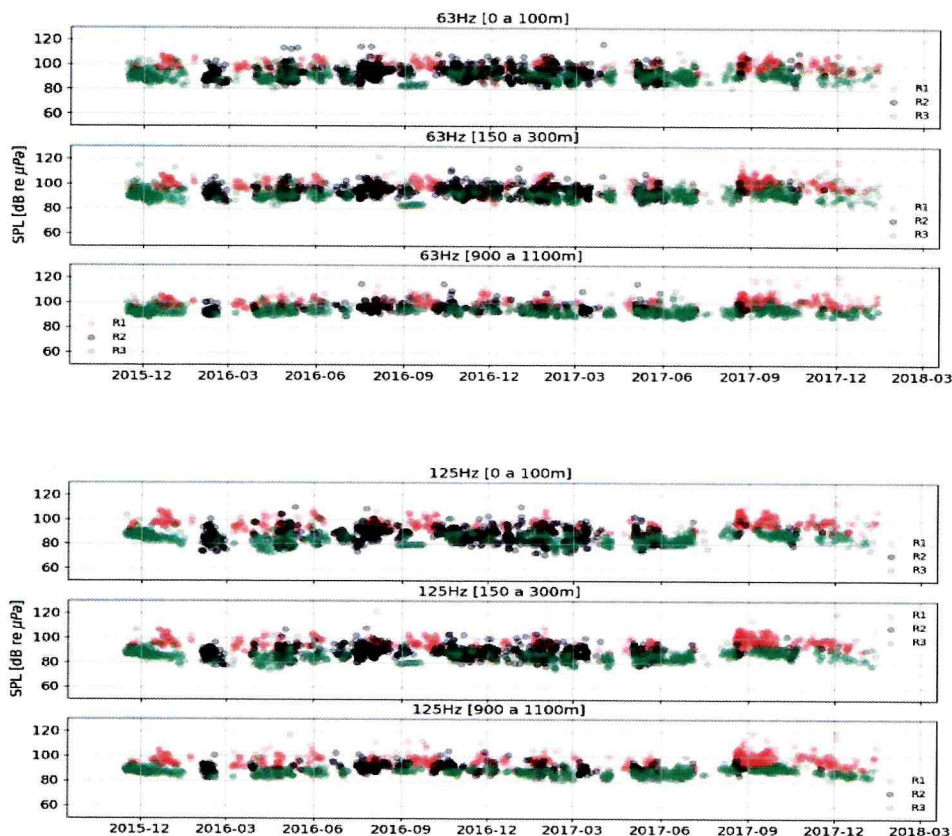 63Hz [0 a 100m]
120
100
80
60
R1
R2
R3
63Hz [150 a 300m]
120
100
80
60
R1
R2
R3
63Hz [900 a 1100m]
120
100
80
60
R1
R2
R3
SPL [dB re μPa]
2015-12 2016-03 2016-06 2016-09 2016-12 2017-03 2017-06 2017-09 2017-12 2018-03
125Hz [0 a 100m]
120
100
80
60
R1
R2
R3
125Hz [150 a 300m]
120
100
80
60
R1
R2
R3
125Hz [900 a 1100m]
120
100
80
60
R1
R2
R3
SPL [dB re μPa]
2015-12 2016-03 2016-06 2016-09 2016-12 2017-03 2017-06 2017-09 2017-12 2018-03